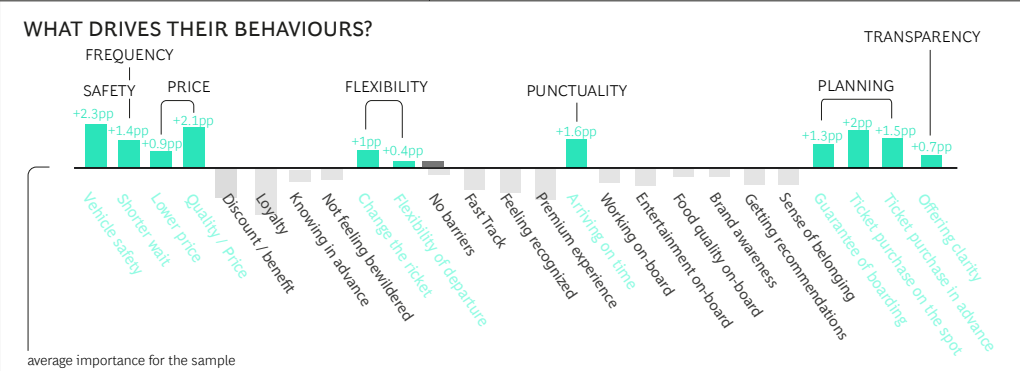 WHAT DRIVES THEIR BEHAVIOURS?
FREQUENCY
TRANSPARENCY
SAFETY
PRICE
FLEXIBILITY
PUNCTUALITY
PLANNING
+2.3pp
+1.4pp
+0.9pp
+2.1pp
+1pp
+0.4pp
+1.6pp
+1.3pp
+2pp
+1.5pp
+0.7pp
Vehicle safety
Shorter wait
Lower price
Quality / Price
Discount / benefit
Loyalty
Knowing in advance
Not feeling bewildered
Change the ricket
Flexibility of departure
No barriers
Fast Track
Feeling recognized
Premium experience
Arriving on time
Working on-board
Entertainment on-board
Food quality on-board
Brand awareness
Getting recommendations
Sense of belonging
Guarantee of boarding
Ticket purchase on the spot
Ticket purchase in advance
Offering clarity
average importance for the sample